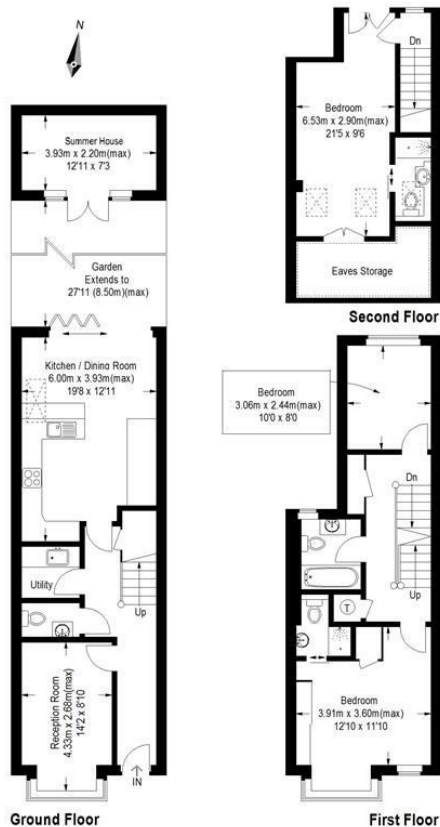 N
Summer House
3.93m x 2.20m(max)
12'11 x 7'3
Garden
Extends to
27'11 (8.50m)(max)
Kitchen / Dining Room
6.00m x 3.93m(max)
19'8 x 12'11
Utility
Up
Reception Room
4.33m x 2.68m(max)
14'2 x 8'10
IN
Ground Floor
Dn
Bedroom
6.53m x 2.90m(max)
21'5 x 9'6
Eaves Storage
Second Floor
Bedroom
3.06m x 2.44m(max)
10'0 x 8'0
Dn
Up
T
Bedroom
3.91m x 3.60m(max)
12'10 x 11'10
First Floor